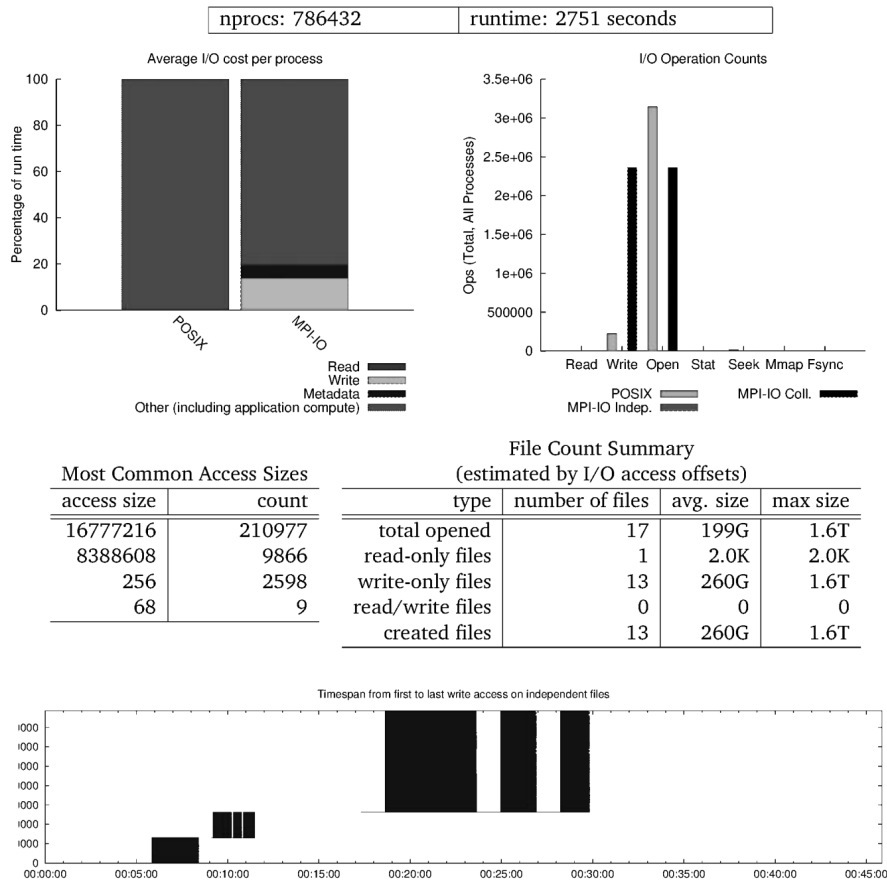 nprocs: 786432 runtime: 2751 seconds
Average I/O cost per process
100
80
60
40
20
0
Percentage of run time
POSIX
MPI-IO
Read
Write
Metadata
Other (including application compute)
I/O Operation Counts
3.5e+06
3e+06
2.5e+06
2e+06
1.5e+06
1e+06
500000
0
Ops (Total, All Processes)
Read Write Open Stat Seek Mmap Fsync
POSIX
MPI-IO Indep.
MPI-IO Coll.
Most Common Access Sizes
access size count
16777216 210977
8388608 9866
256 2598
68 9
File Count Summary
(estimated by I/O access offsets)
type number of files avg. size max size
total opened 17 199G 1.6T
read-only files 1 2.0K 2.0K
write-only files 13 260G 1.6T
read/write files 0 0 0
created files 13 260G 1.6T
Timespan from first to last write access on independent files
0000
0000
0000
0000
0000
0000
0000
0
00:00:00 00:05:00 00:10:00 00:15:00 00:20:00 00:25:00 00:30:00 00:35:00 00:40:00 00:45:00